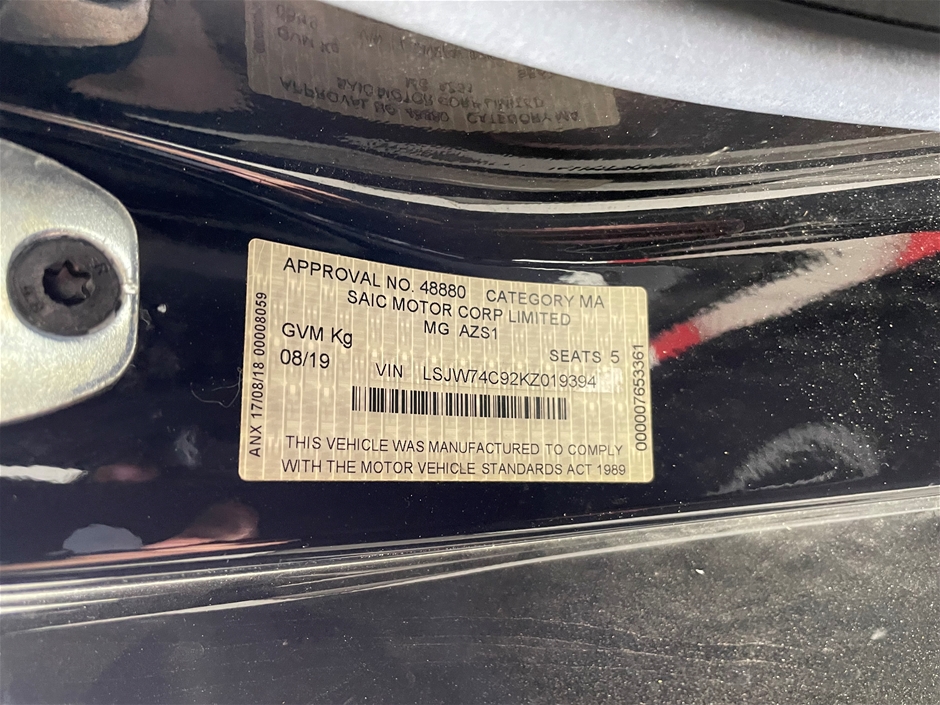 APPROVAL NO. 48880 CATEGORY MA
SAIC MOTOR CORP LIMITED
MG AZS1
GVM Kg
SEATS 5
08/19
VIN LSJW74C92KZ019394
THIS VEHICLE WAS MANUFACTURED TO COMPLY
WITH THE MOTOR VEHICLE STANDARDS ACT 1989
ANX 17/08/18 00008059
000007653361